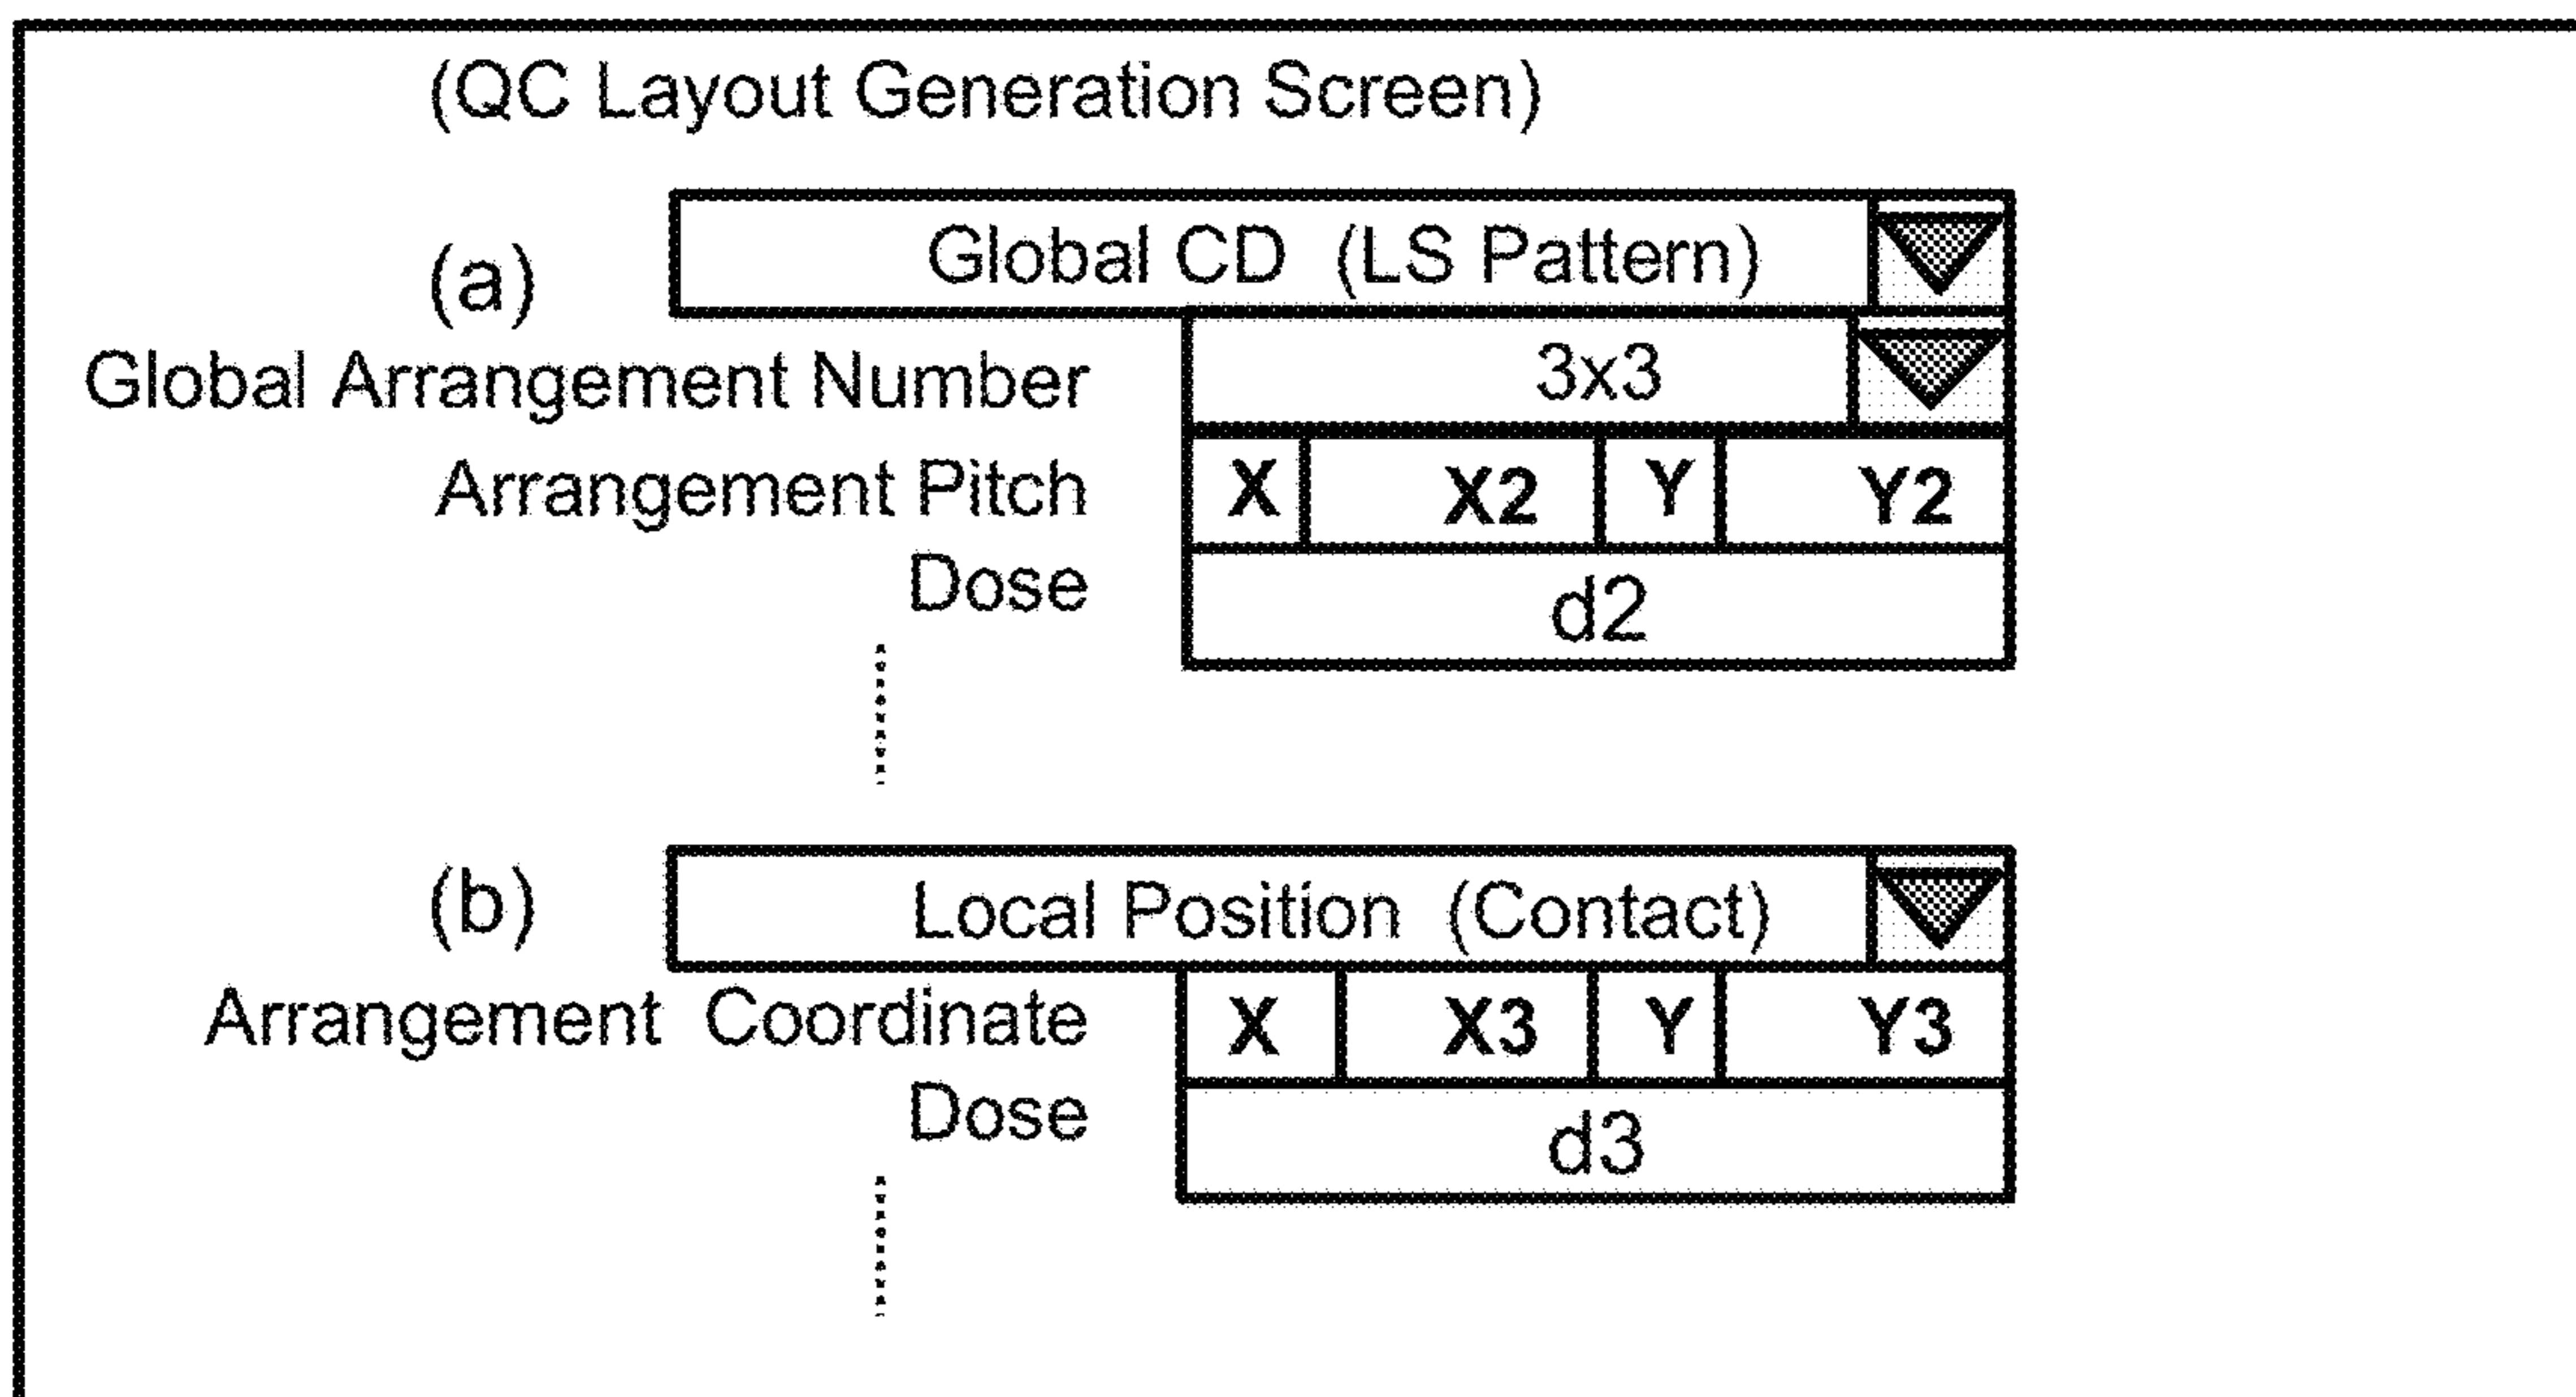 (QC Layout Generation Screen)
(a) Global CD (LS Pattern)
Global Arrangement Number 3x3
Arrangement Pitch X X2 Y Y2
Dose d2
(b) Local Position (Contact)
Arrangement Coordinate X X3 Y Y3
Dose d3